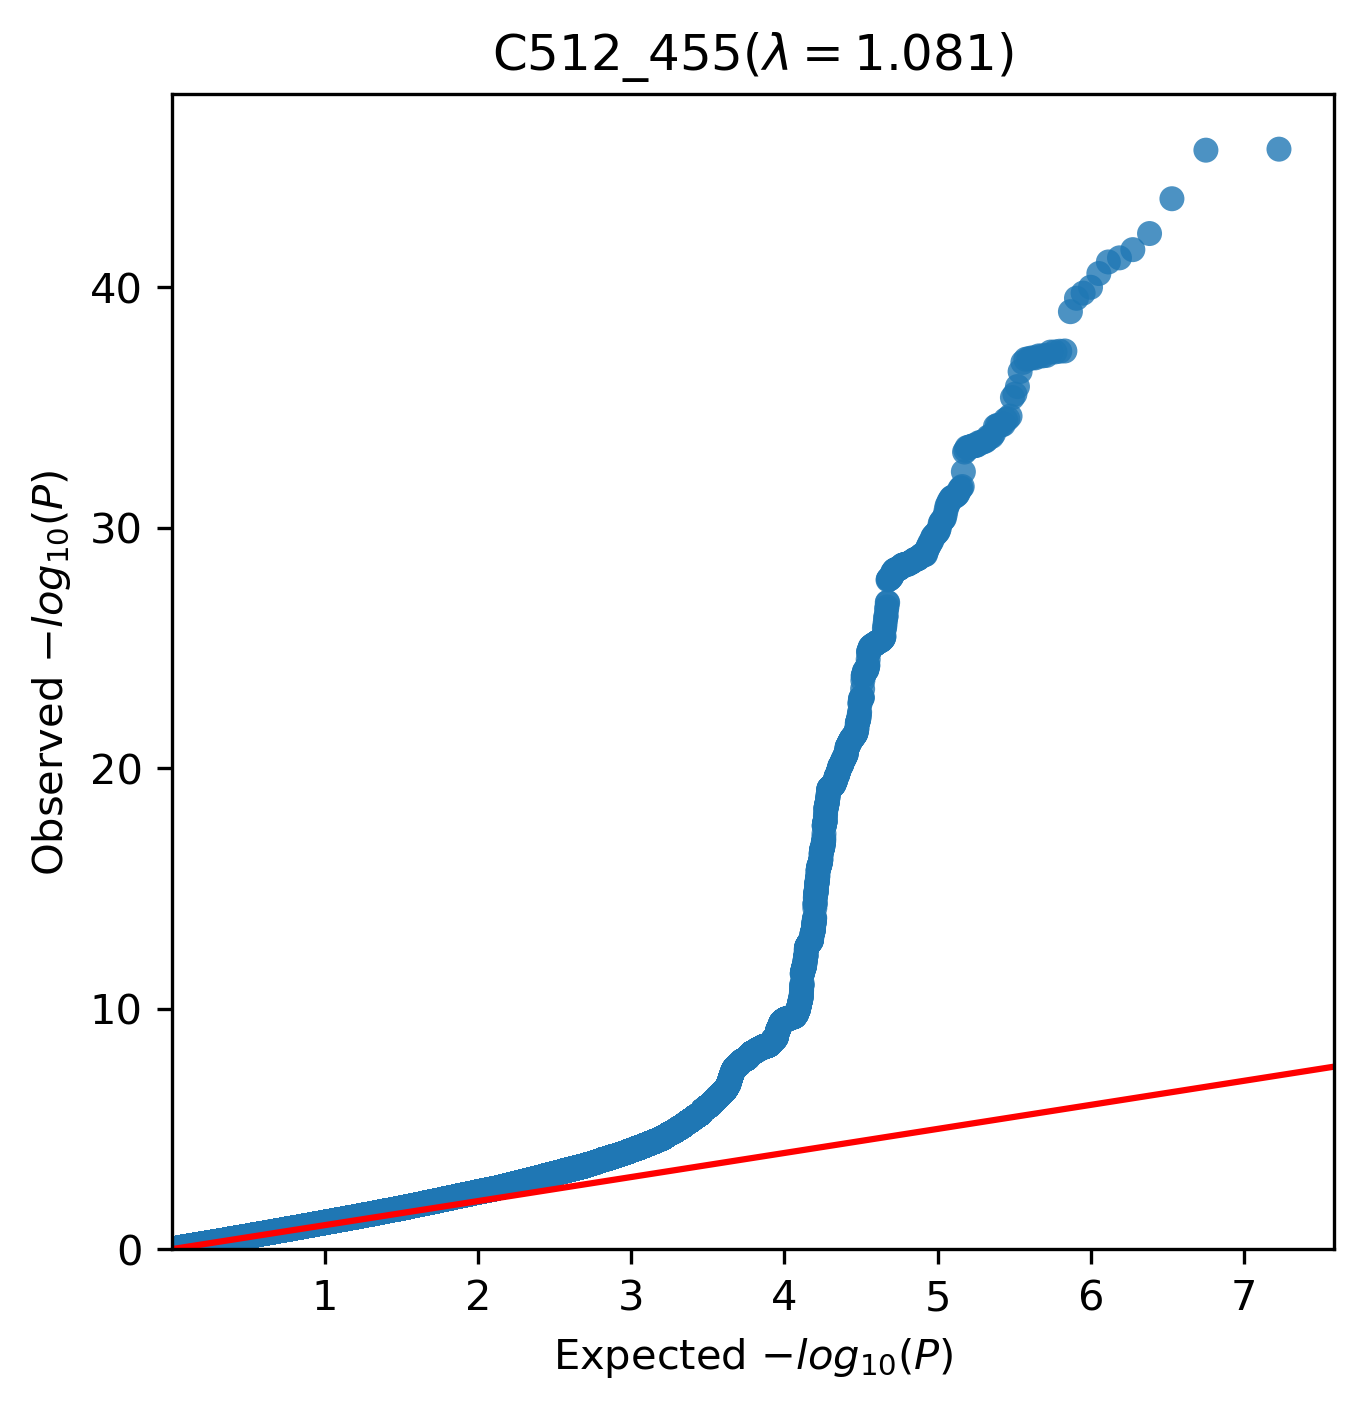 C512_455(λ = 1.081)
40
30
20
10
0
Observed −log₁₀(P)
1 2 3 4 5 6 7
Expected −log₁₀(P)